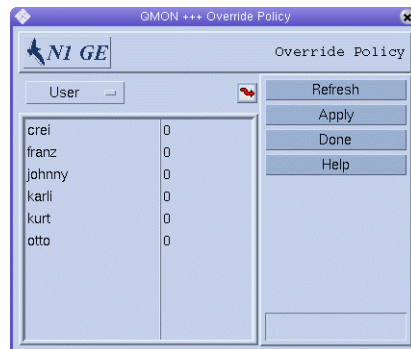 QMON +++ Override Policy
N1 GE
Override Policy
User
Refresh
Apply
Done
Help
crei 0
franz 0
johnny 0
karli 0
kurt 0
otto 0